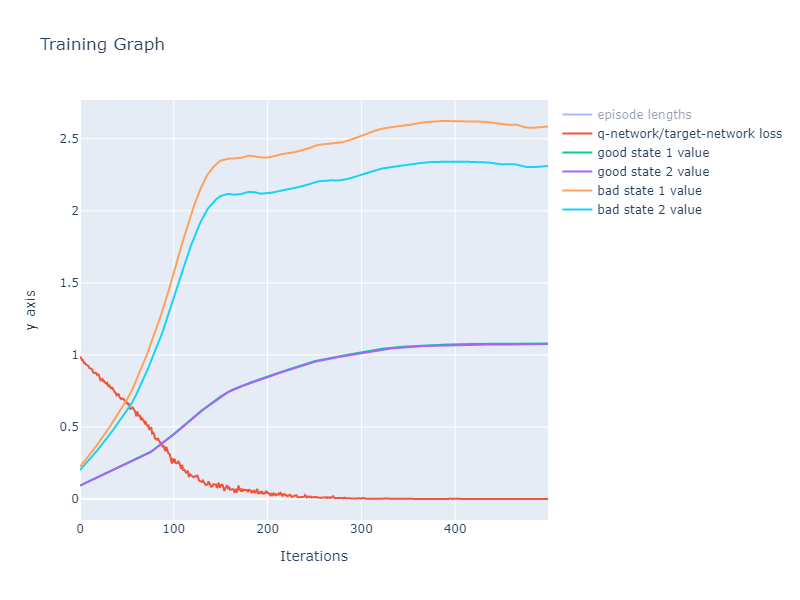 Training Graph
episode lengths
q-network/target-network loss
good state 1 value
good state 2 value
bad state 1 value
bad state 2 value
2.5
2
1.5
1
0.5
0
y axis
0
100
200
300
400
Iterations